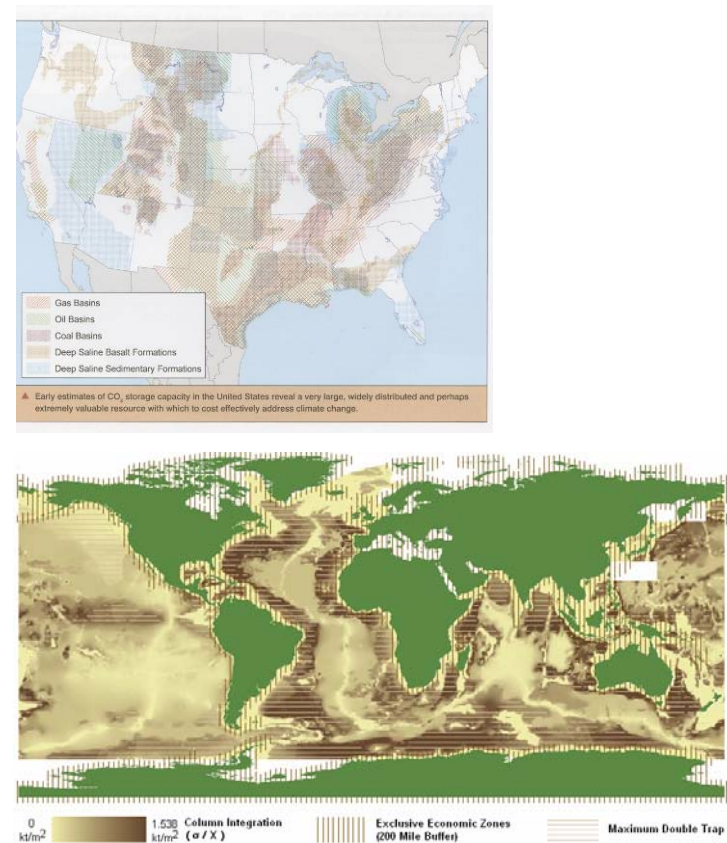 Gas Basins
Oil Basins
Coal Basins
Deep Saline Basalt Formations
Deep Saline Sedimentary Formations
▲ Early estimates of CO₂ storage capacity in the United States reveal a very large, widely distributed and perhaps
extremely valuable resource with which to cost effectively address climate change.
0
kt/m²
1.538
kt/m²
Column Integration
(σ / X)
Exclusive Economic Zones
(200 Mile Buffer)
Maximum Double Trap